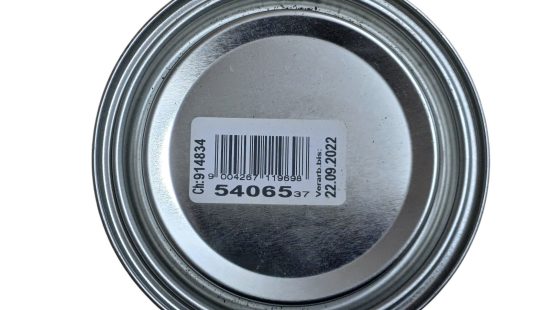 Ch: 914834
9 004267 119698
54065 37
Verarb.bis:
22.09.2022